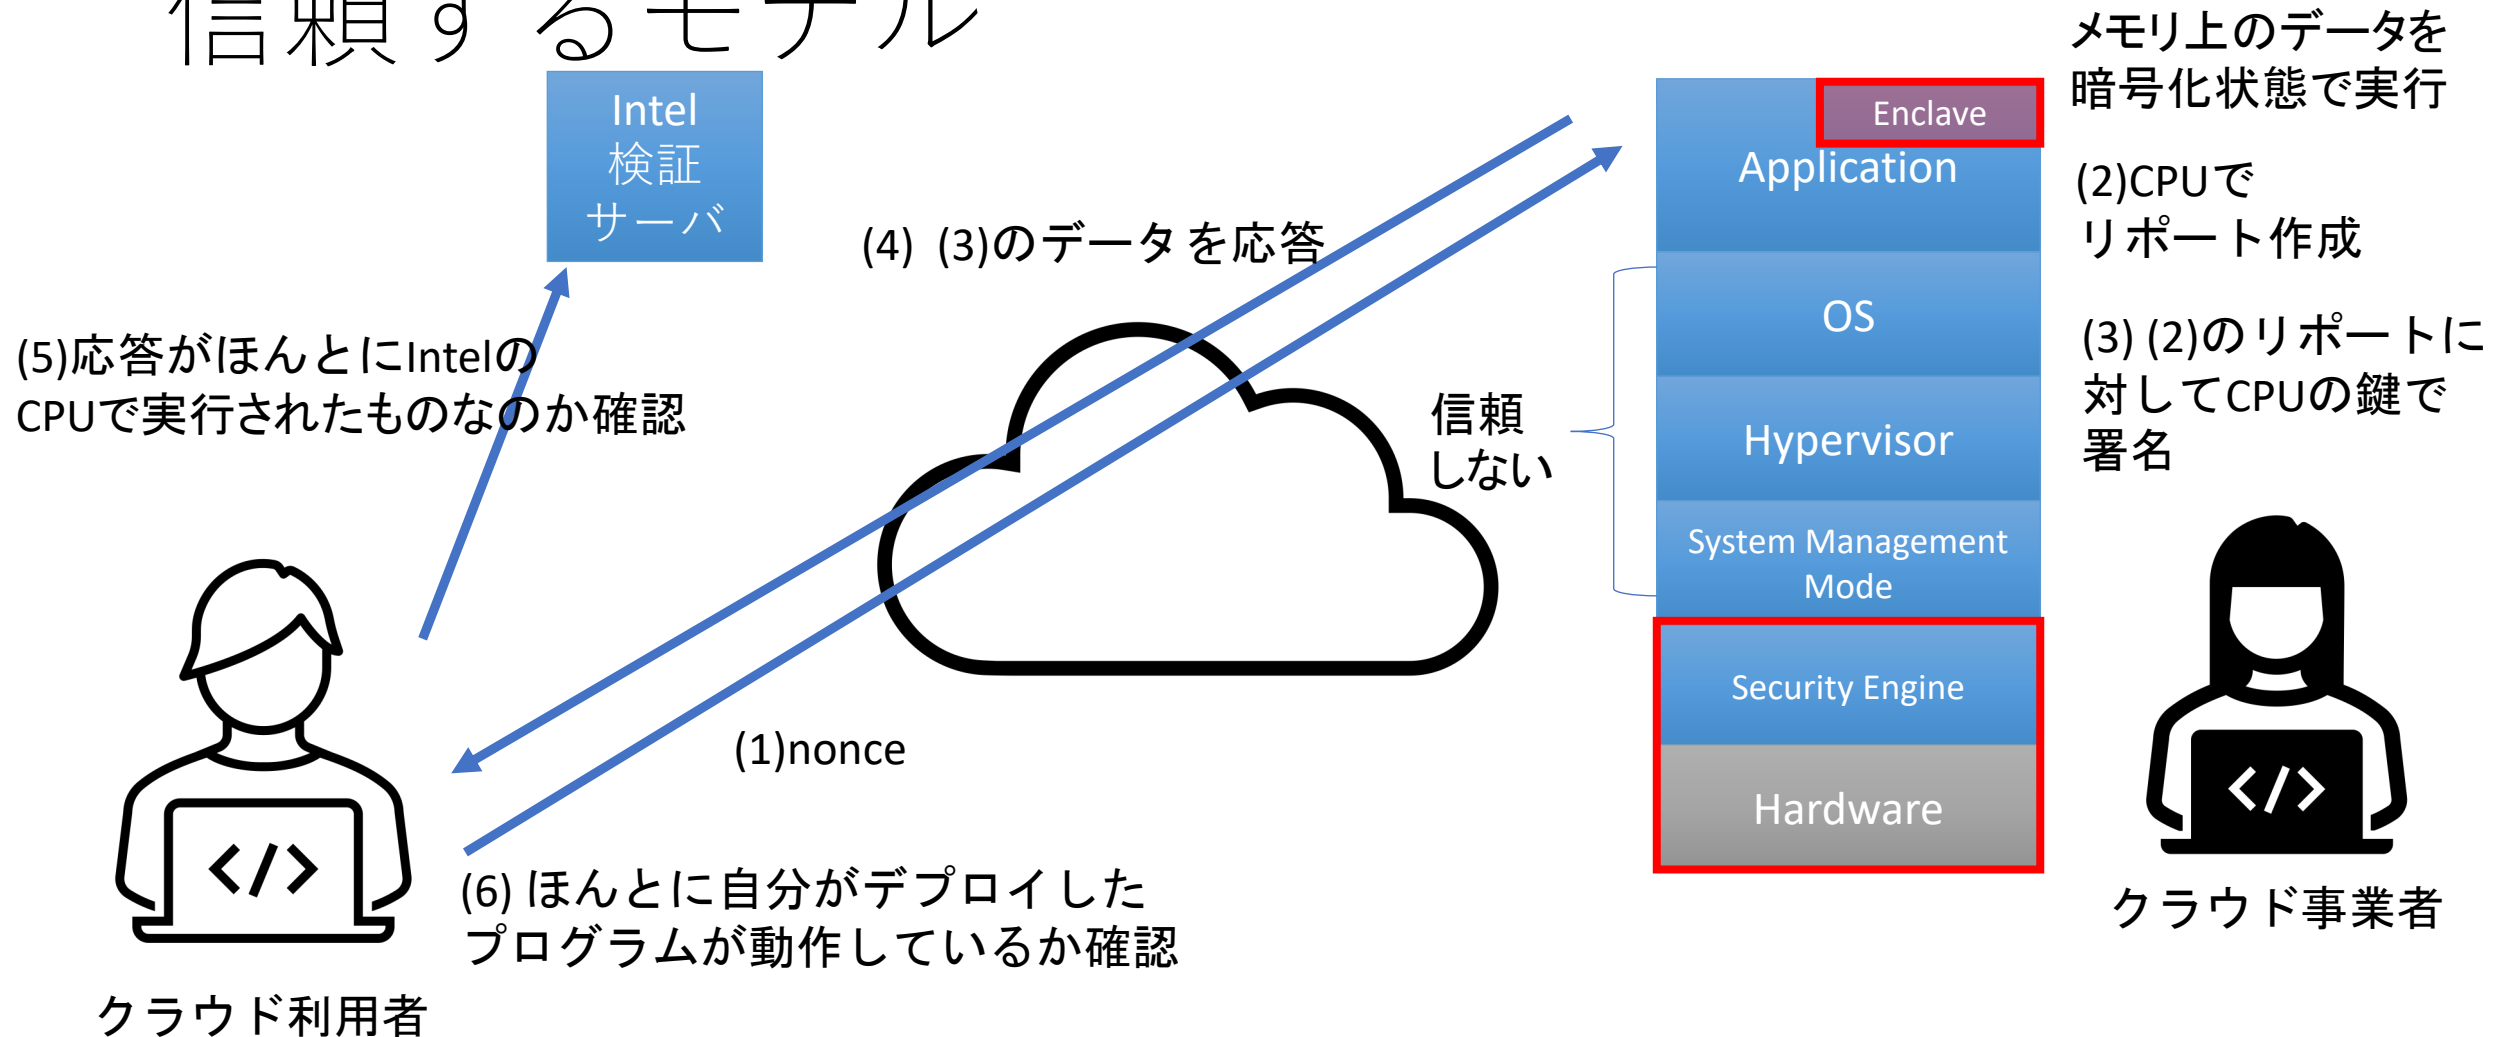 信頼するモデル
Intel
検証
サーバ
Enclave
Application
OS
Hypervisor
System Management
Mode
Security Engine
Hardware
メモリ上のデータを
暗号化状態で実行
(2)CPUで
リポート作成
(3) (2)のリポートに
対してCPUの鍵で
署名
(4) (3)のデータを応答
(5)応答がほんとにIntelの
CPUで実行されたものなのか確認
信頼
しない
(1)nonce
(6) ほんとに自分がデプロイした
プログラムが動作しているか確認
クラウド事業者
クラウド利用者